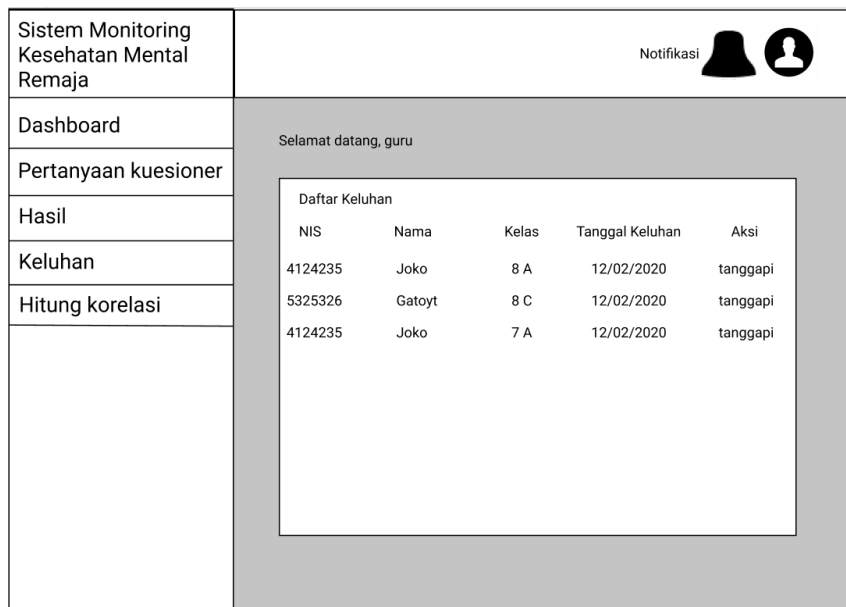 Sistem Monitoring
Kesehatan Mental
Remaja
Notifikasi
Dashboard
Pertanyaan kuesioner
Hasil
Keluhan
Hitung korelasi
Selamat datang, guru
Daftar Keluhan
NIS Nama Kelas Tanggal Keluhan Aksi
4124235 Joko 8 A 12/02/2020 tanggapi
5325326 Gatoyt 8 C 12/02/2020 tanggapi
4124235 Joko 7 A 12/02/2020 tanggapi